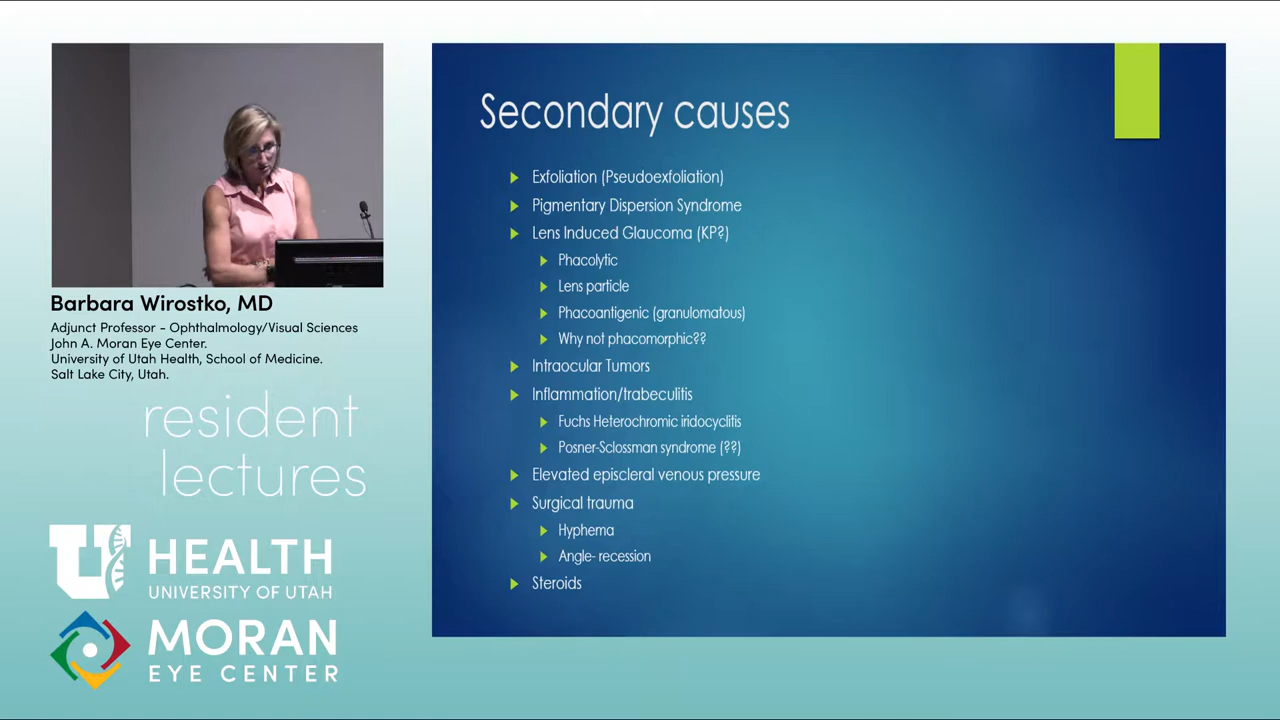 Barbara Wirostko, MD
Adjunct Professor - Ophthalmology/Visual Sciences
John A. Moran Eye Center.
University of Utah Health, School of Medicine.
Salt Lake City, Utah.
resident
lectures
U
HEALTH
UNIVERSITY OF UTAH
MORAN
EYE CENTER
Secondary causes
Exfoliation (Pseudoexfoliation)
Pigmentary Dispersion Syndrome
Lens Induced Glaucoma (KP?)
Phacolytic
Lens particle
Phacoantigenic (granulomatous)
Why not phacomorphic??
Intraocular Tumors
Inflammation/trabeculitis
Fuchs Heterochromic iridocyclitis
Posner-Sclossman syndrome (??)
Elevated episcleral venous pressure
Surgical trauma
Hyphema
Angle- recession
Steroids